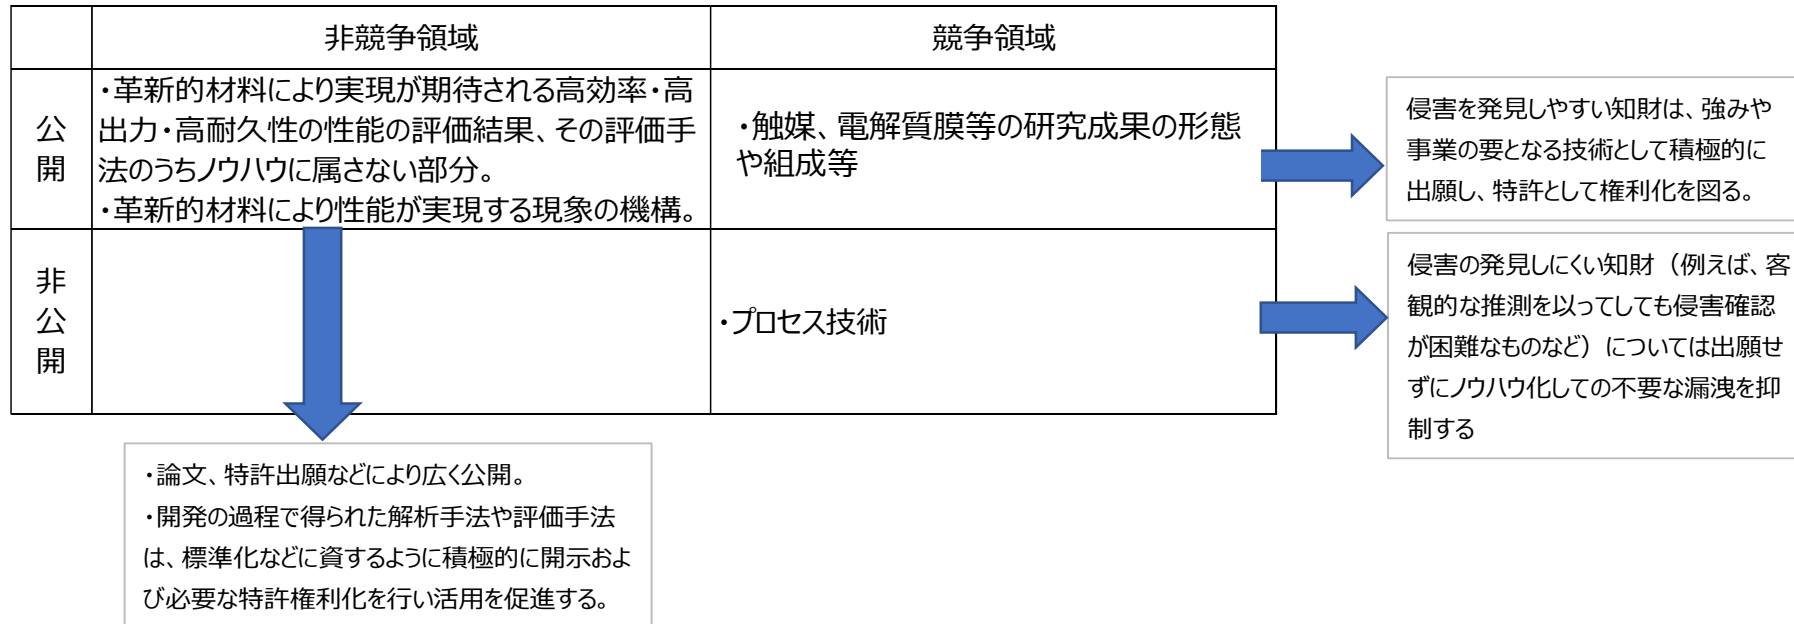 非競争領域
競争領域
公
開
・革新的材料により実現が期待される高効率・高
出力・高耐久性の性能の評価結果、その評価手
法のうちノウハウに属さない部分。
・革新的材料により性能が実現する現象の機構。
・触媒、電解質膜等の研究成果の形態
や組成等
侵害を発見しやすい知財は、強みや
事業の要となる技術として積極的に
出願し、特許として権利化を図る。
非
公
開
・プロセス技術
侵害の発見しにくい知財（例えば、客
観的な推測を以ってしても侵害確認
が困難なものなど）については出願せ
ずにノウハウ化しての不要な漏洩を抑
制する
・論文、特許出願などにより広く公開。
・開発の過程で得られた解析手法や評価手法
は、標準化などに資するように積極的に開示およ
び必要な特許権利化を行い活用を促進する。